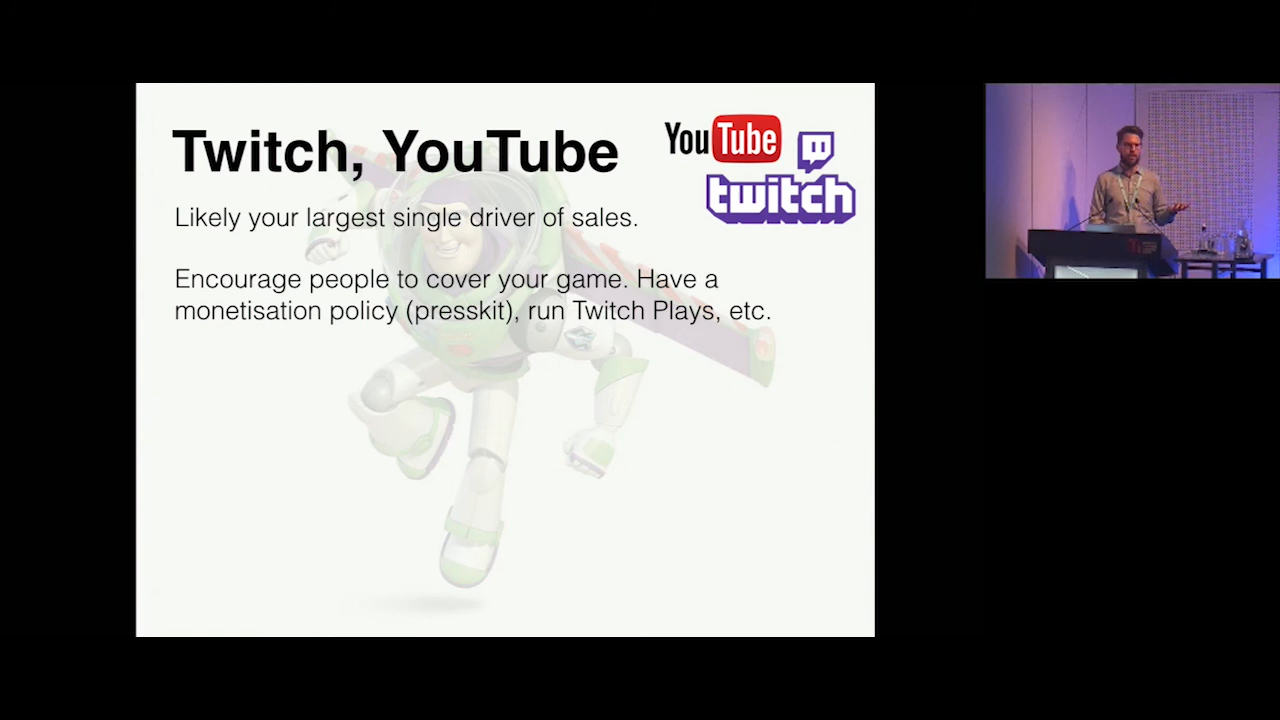 Twitch, YouTube
YouTube
twitch
Likely your largest single driver of sales.
Encourage people to cover your game. Have a
monetisation policy (presskit), run Twitch Plays, etc.